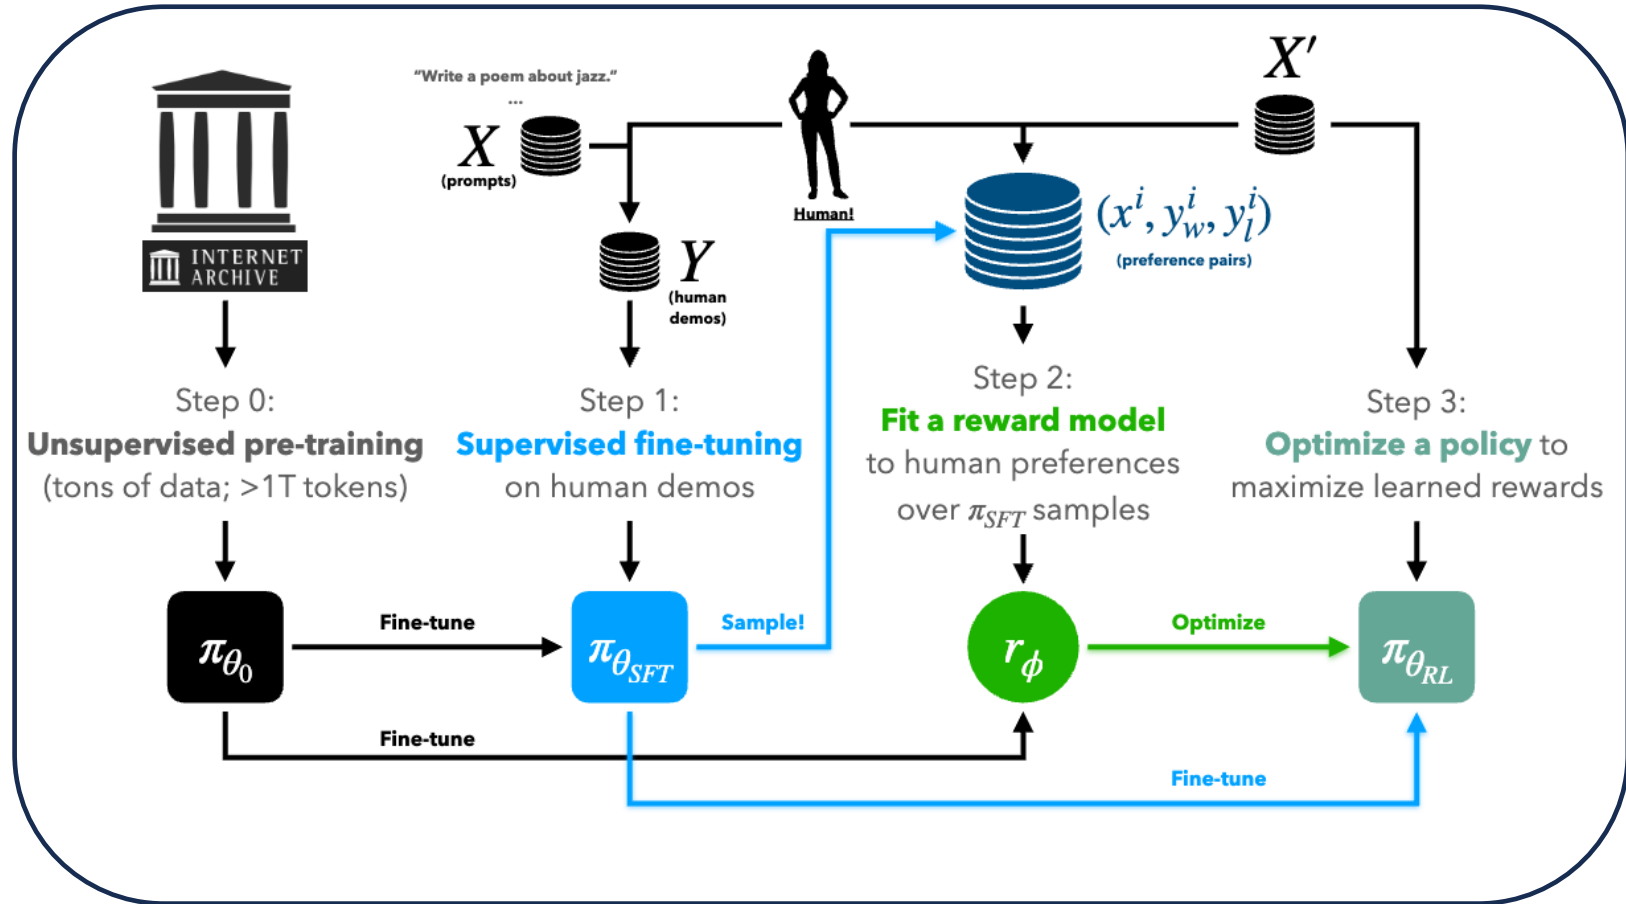 “Write a poem about jazz.”
...
X
(prompts)
Human!
X′
INTERNET
ARCHIVE
Y
(human
demos)
(xⁱ, y_wⁱ, y_lⁱ)
(preference pairs)
Step 0:
Unsupervised pre-training
(tons of data; >1T tokens)
Step 1:
Supervised fine-tuning
on human demos
Step 2:
Fit a reward model
to human preferences
over π_SFT samples
Step 3:
Optimize a policy to
maximize learned rewards
π_θ₀
Fine-tune
π_θ_SFT
Sample!
r_ϕ
Optimize
π_θ_RL
Fine-tune
Fine-tune